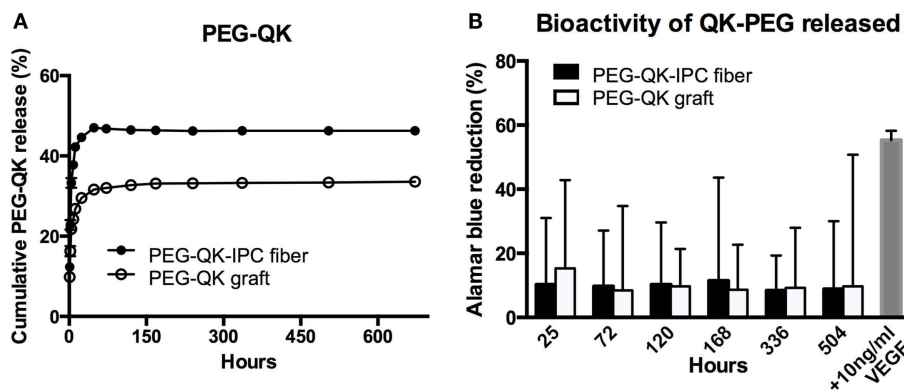 A
PEG-QK
Cumulative PEG-QK release (%)
60
40
20
0
PEG-QK-IPC fiber
PEG-QK graft
0 150 300 450 600
Hours
B
Bioactivity of QK-PEG released
Alamar blue reduction (%)
80
60
40
20
0
PEG-QK-IPC fiber
PEG-QK graft
25 72 120 168 336 504 +10ng/ml
VEGF
Hours